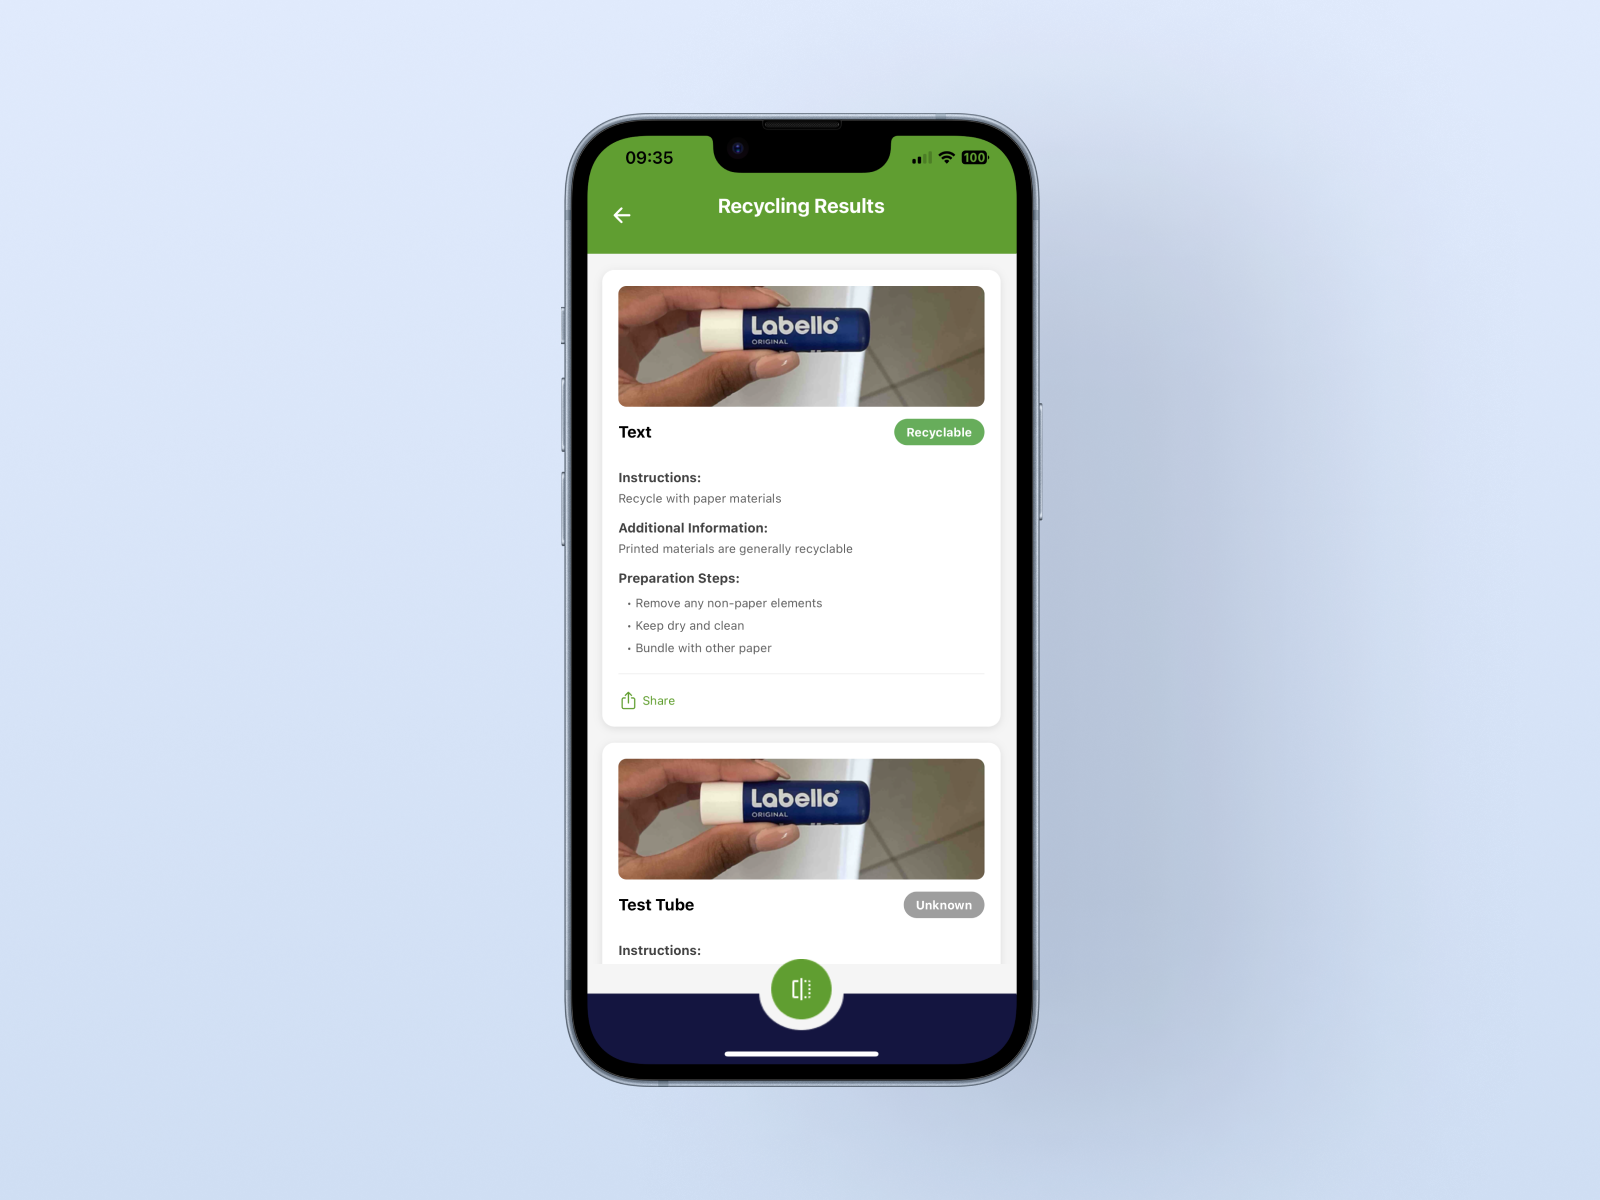 09:35
100
Recycling Results
Labello
ORIGINAL
Text
Recyclable
Instructions:
Recycle with paper materials
Additional Information:
Printed materials are generally recyclable
Preparation Steps:
• Remove any non-paper elements
• Keep dry and clean
• Bundle with other paper
Share
Labello
ORIGINAL
Test Tube
Unknown
Instructions: